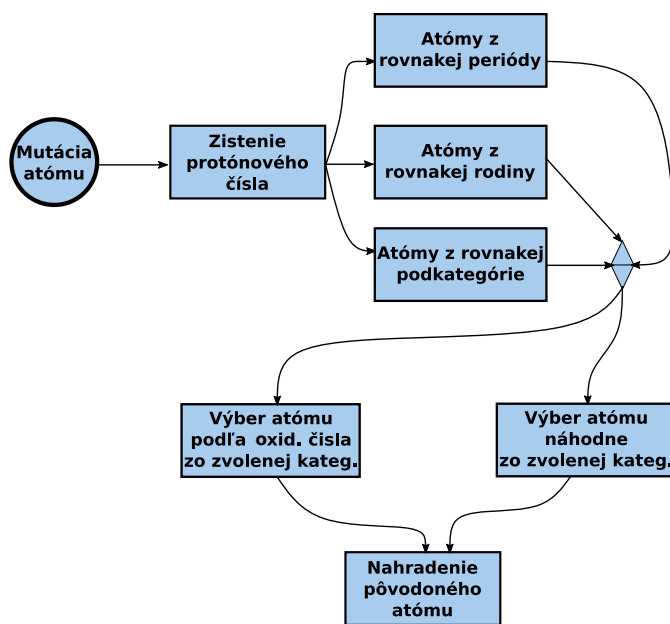 Mutácia
atómu
Zistenie
protónového
čísla
Atómy z
rovnakej periódy
Atómy z
rovnakej rodiny
Atómy z rovnakej
podkategórie
Výber atómu
podľa oxid. čisla
zo zvolenej kateg.
Výber atómu
náhodne
zo zvolenej kateg.
Nahradenie
pôvodoného
atómu